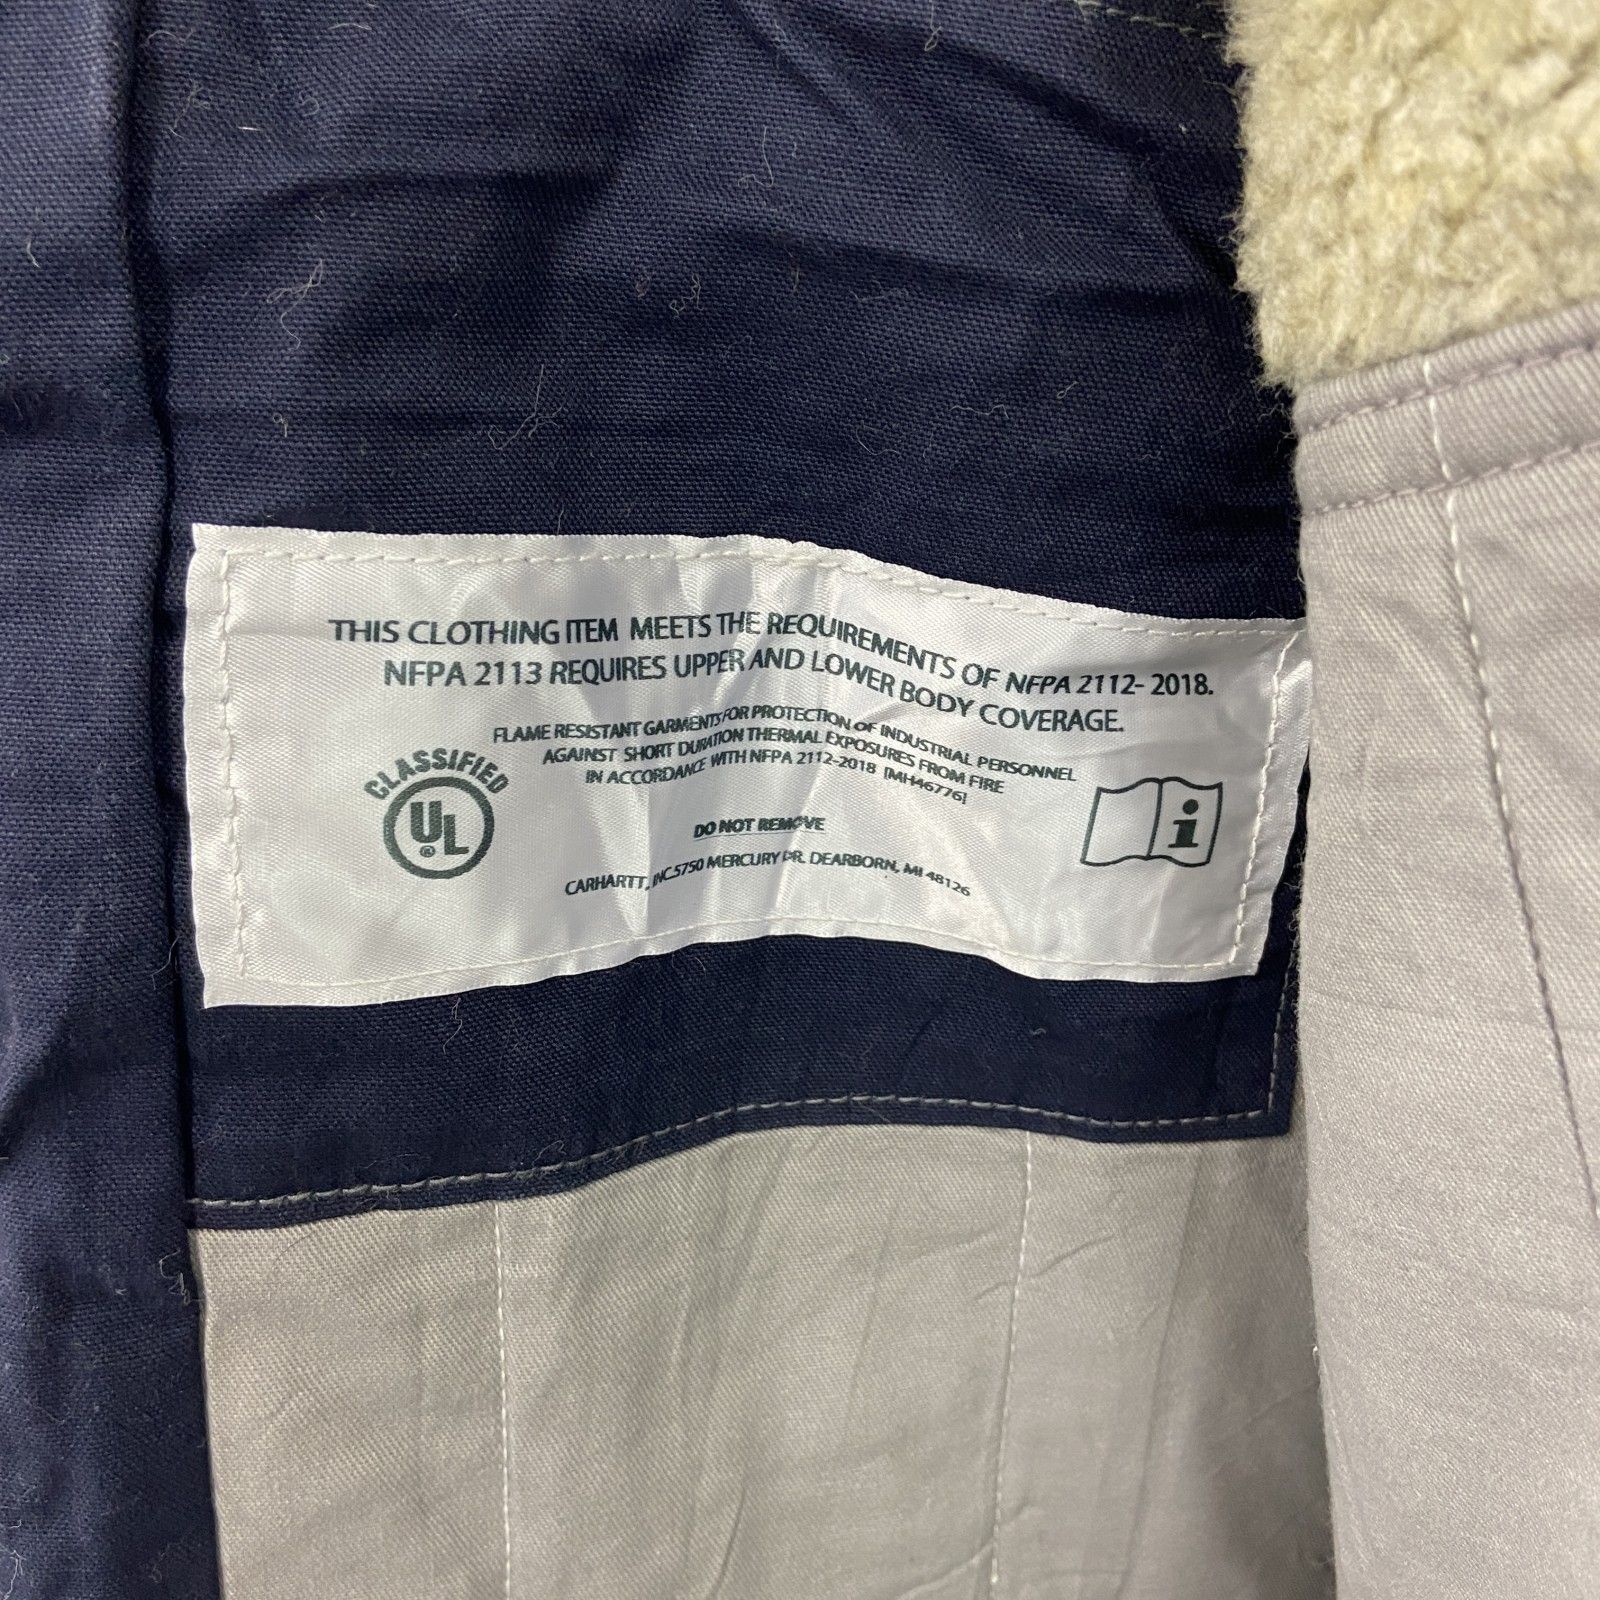 THIS CLOTHING ITEM MEETS THE REQUIREMENTS OF NFPA 2112- 2018.
NFPA 2113 REQUIRES UPPER AND LOWER BODY COVERAGE.
FLAME RESISTANT GARMENTS FOR PROTECTION OF INDUSTRIAL PERSONNEL
AGAINST SHORT DURATION THERMAL EXPOSURES FROM FIRE
IN ACCORDANCE WITH NFPA 2112-2018 [MH46776]
CLASSIFIED
UL
®
i
DO NOT REMOVE
CARHARTT, INC.5750 MERCURY DR. DEARBORN, MI 48126